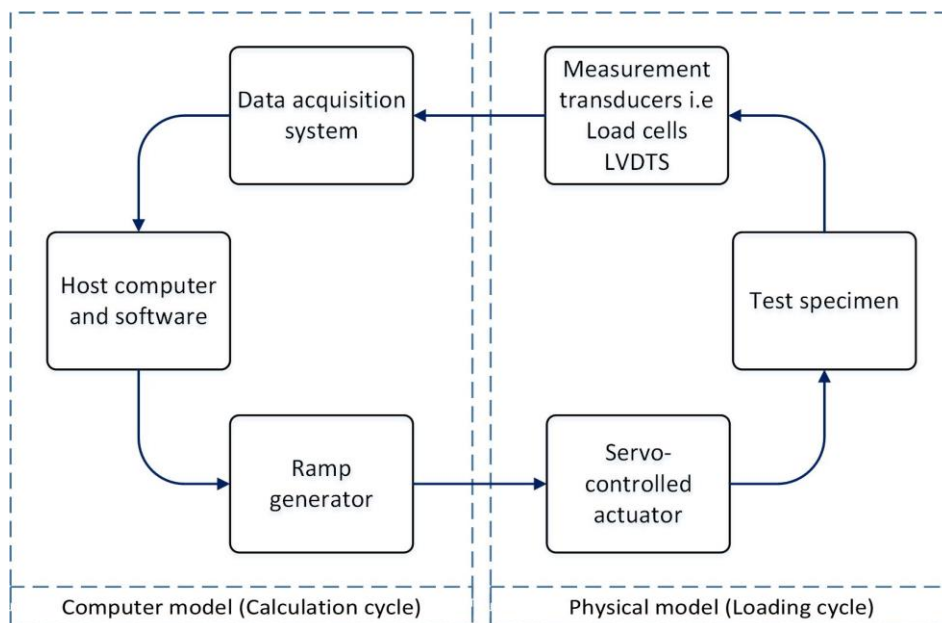 Data acquisition
system
Measurement
transducers i.e
Load cells
LVDTS
Host computer
and software
Test specimen
Ramp
generator
Servo-
controlled
actuator
Computer model (Calculation cycle)
Physical model (Loading cycle)